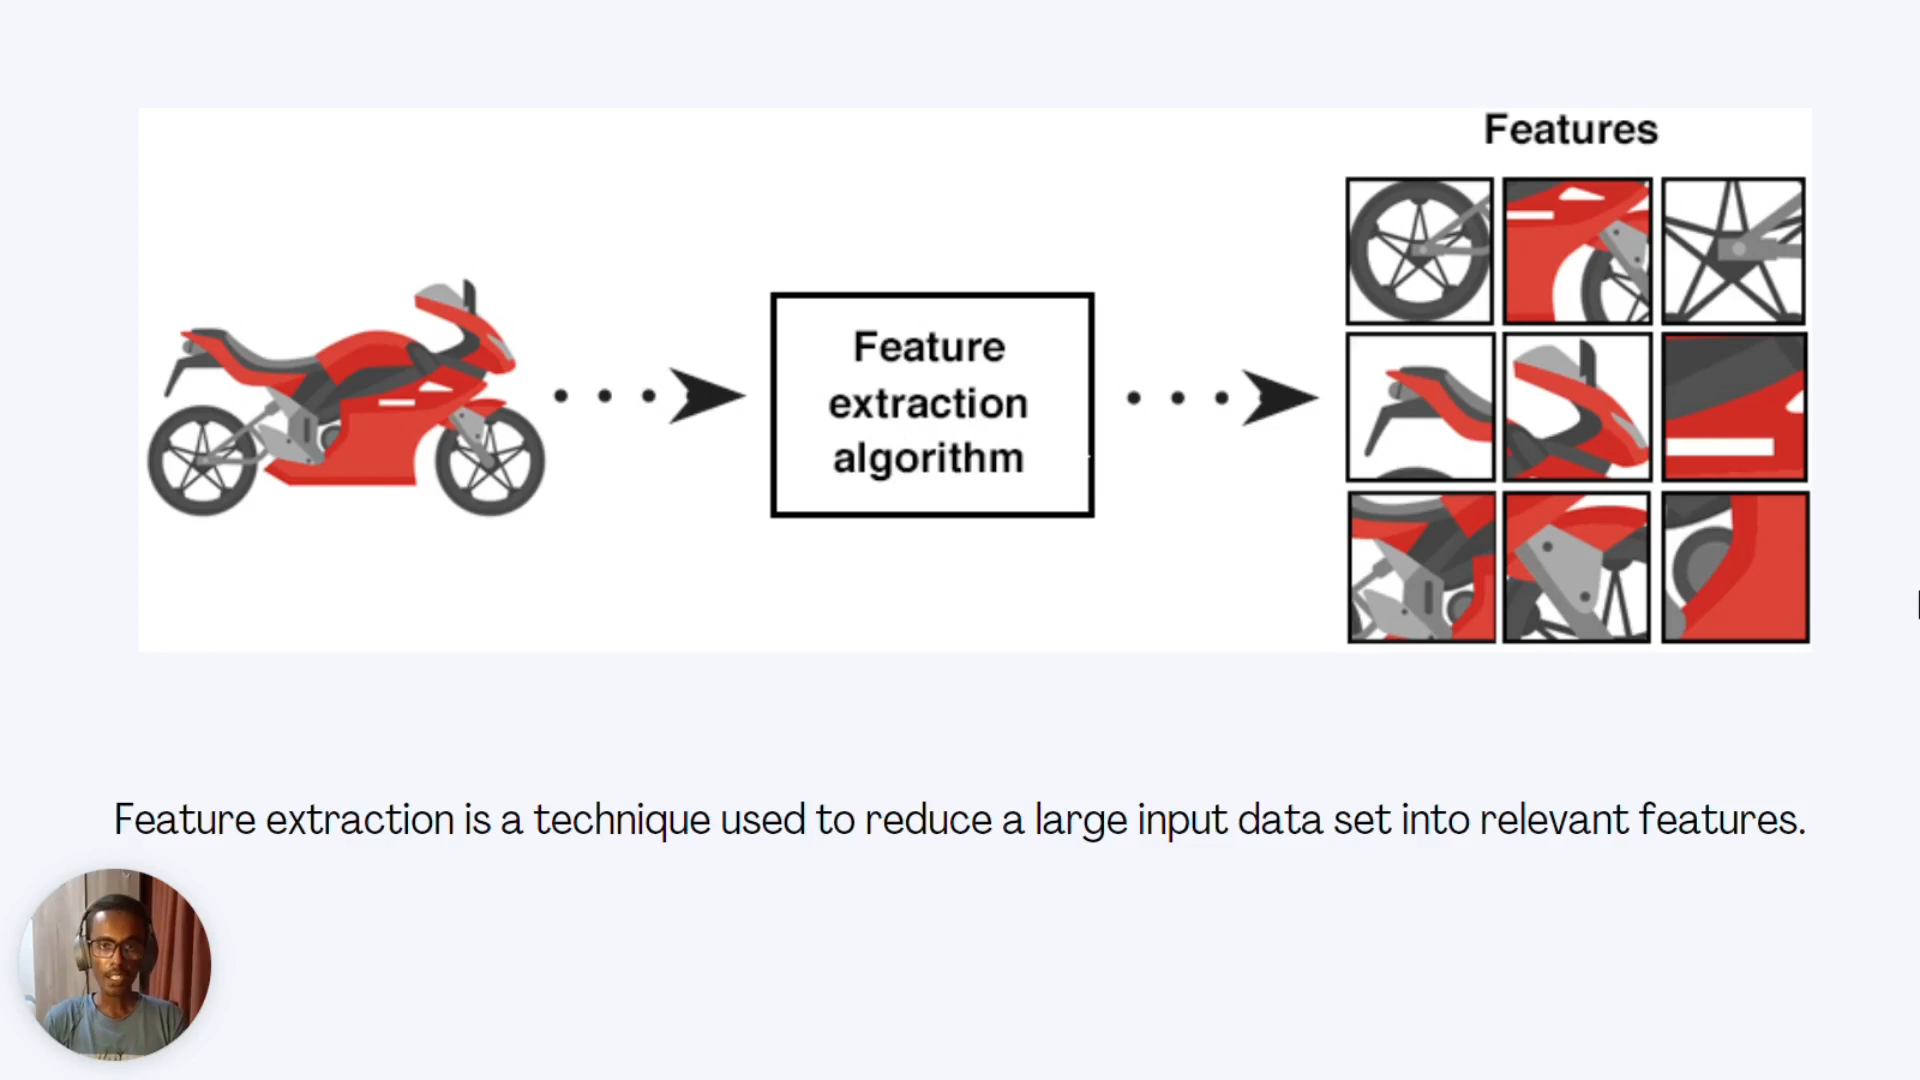 Features
Feature
extraction
algorithm
Feature extraction is a technique used to reduce a large input data set into relevant features.